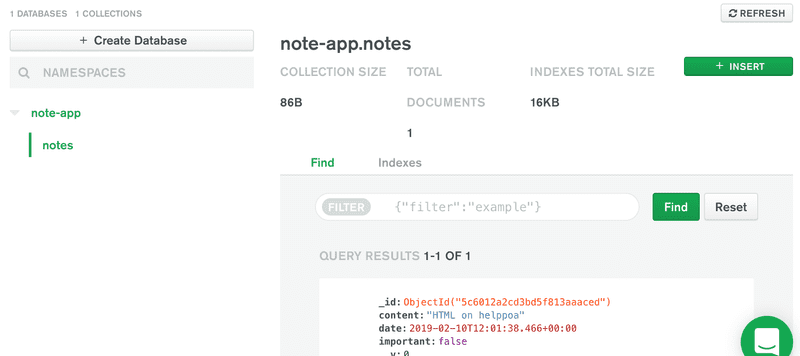 1 DATABASES 1 COLLECTIONS
REFRESH
+ Create Database
NAMESPACES
note-app
notes
note-app.notes
COLLECTION SIZE TOTAL DOCUMENTS INDEXES TOTAL SIZE
86B 1 16KB
+ INSERT
Find Indexes
FILTER {"filter":"example"} Find Reset
QUERY RESULTS 1-1 OF 1
_id:ObjectId("5c6012a2cd3bd5f813aaaced")
content:"HTML on helppoa"
date:2019-02-10T12:01:38.466+00:00
important:false
v:0